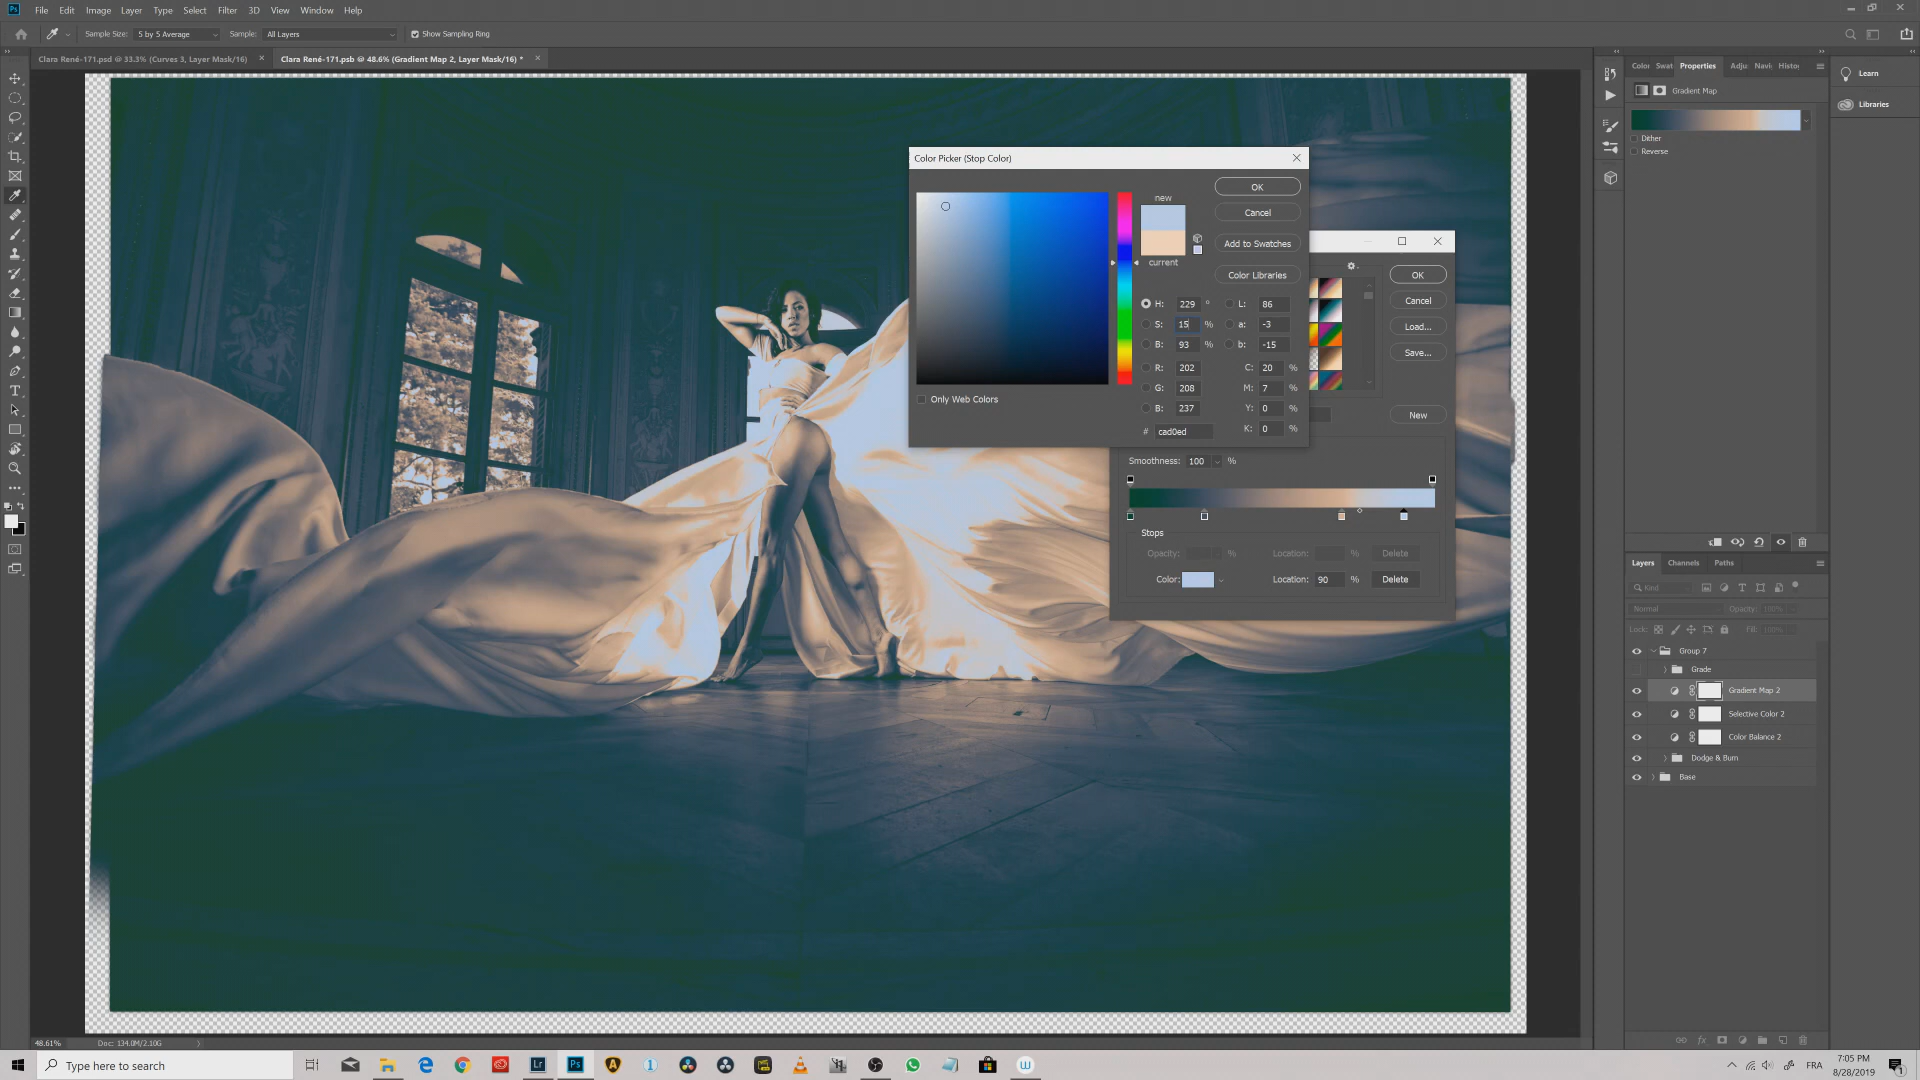 File Edit Image Layer Type Select Filter 3D View Window Help
Sample Size: 5 by 5 Average Sample: All Layers Show Sampling Ring
Clara René-171.psd @ 33.3% (Curves 3, Layer Mask/16) Clara René-171.psb @ 48.6% (Gradient Map 2, Layer Mask/16) *
Color Picker (Stop Color)
new
current
OK
Cancel
Add to Swatches
Color Libraries
H: 229 ° L: 86
S: 15 % a: -3
B: 93 % b: -15
R: 202 C: 20 %
G: 208 M: 7 %
B: 237 Y: 0 %
# cad0ed K: 0 %
Only Web Colors
OK
Cancel
Load...
Save...
New
Smoothness: 100 %
Stops
Opacity: % Location: % Delete
Color: Location: 90 % Delete
Properties Adju
Gradient Map
Dither
Reverse
Learn
Libraries
Layers Channels Paths
Kind
Normal Opacity: 100%
Lock: Fill: 100%
Group 7
Grade
Gradient Map 2
Selective Color 2
Color Balance 2
Dodge & Burn
Base
48.61% Doc: 134.0M/2.10G
Type here to search
FRA
7:05 PM
8/28/2019